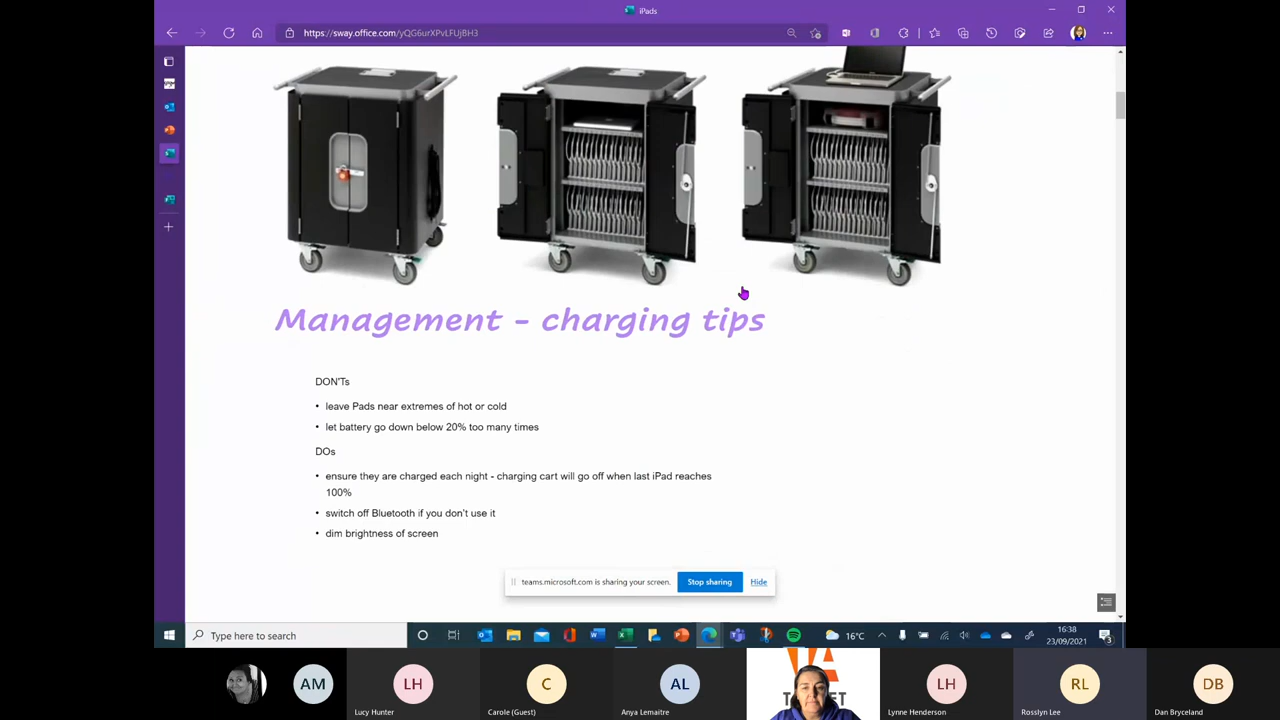 iPads
https://sway.office.com/yQG6urXPvLFUjBH3
Management - charging tips
DON'Ts
• leave Pads near extremes of hot or cold
• let battery go down below 20% too many times
DOs
• ensure they are charged each night - charging cart will go off when last iPad reaches
100%
• switch off Bluetooth if you don't use it
• dim brightness of screen
teams.microsoft.com is sharing your screen.
Stop sharing
Hide
Type here to search
16°C
16:38
23/09/2021
3
AM
LH
Lucy Hunter
C
Carole (Guest)
AL
Anya Lemaitre
LH
Lynne Henderson
RL
Rosslyn Lee
DB
Dan Bryceland